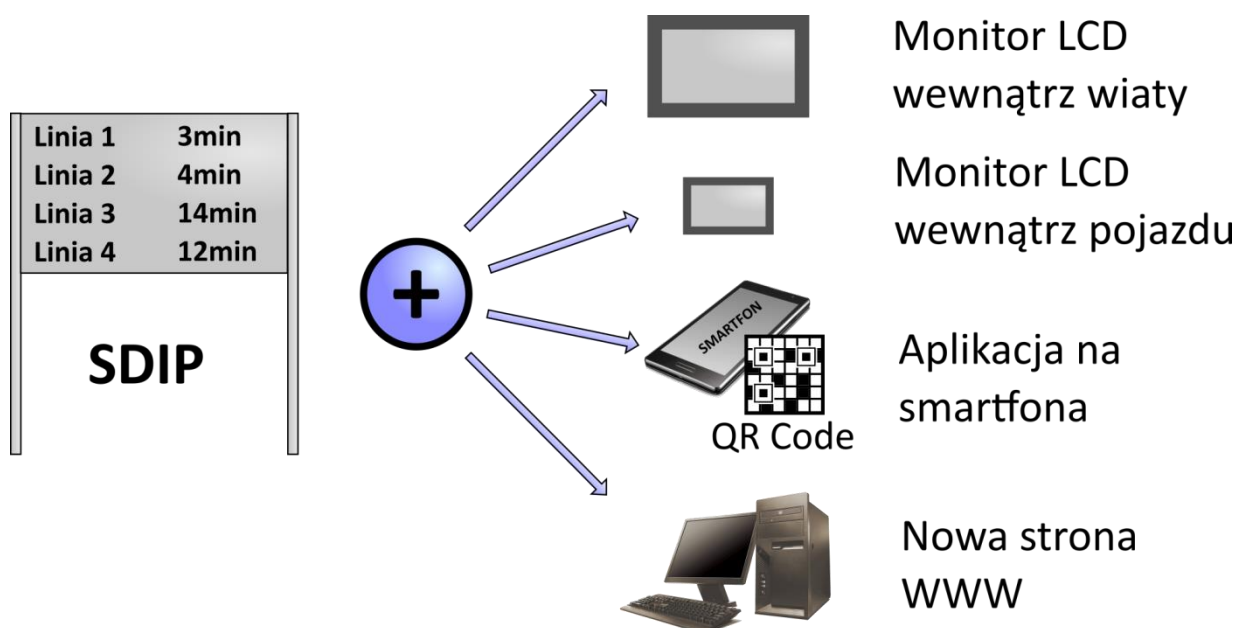 Linia 1 3min
Linia 2 4min
Linia 3 14min
Linia 4 12min
SDIP
+
Monitor LCD
wewnątrz wiaty
Monitor LCD
wewnątrz pojazdu
SMARTFON
QR Code
Aplikacja na
smartfona
Nowa strona
WWW